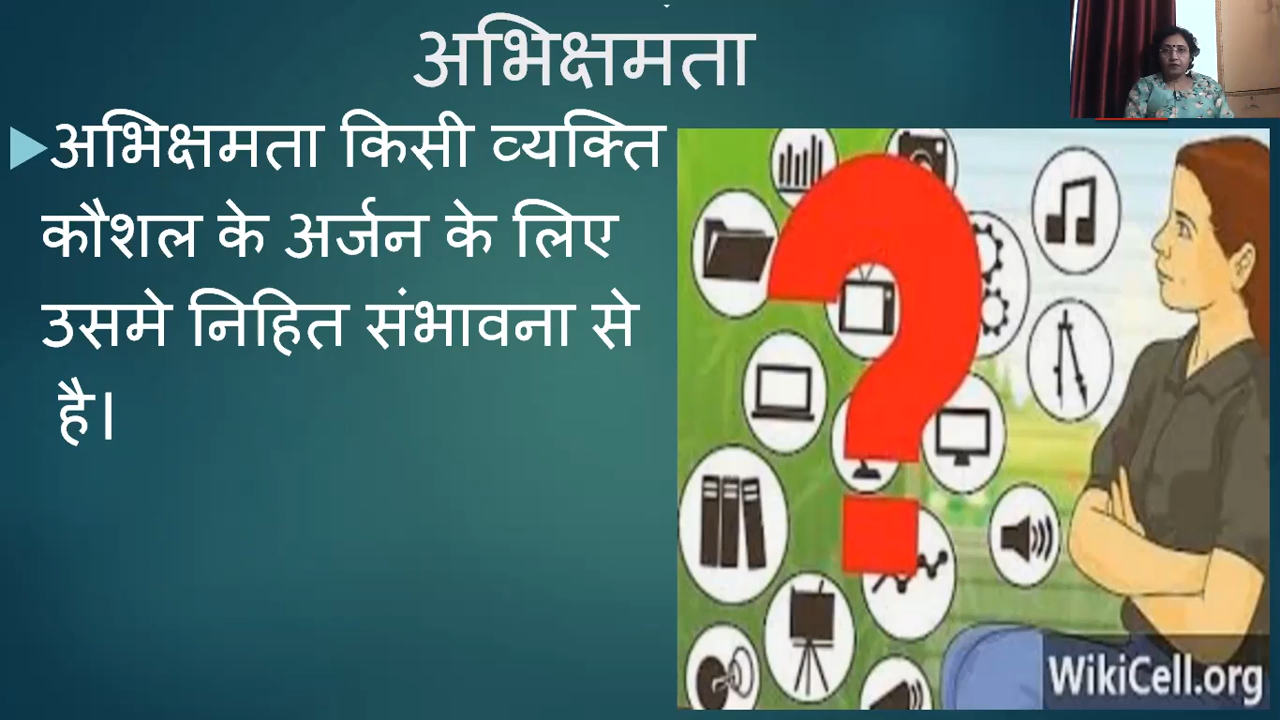 अभिक्षमता
अभिक्षमता किसी व्यक्ति
कौशल के अर्जन के लिए
उसमे निहित संभावना से
है।
WikiCell.org